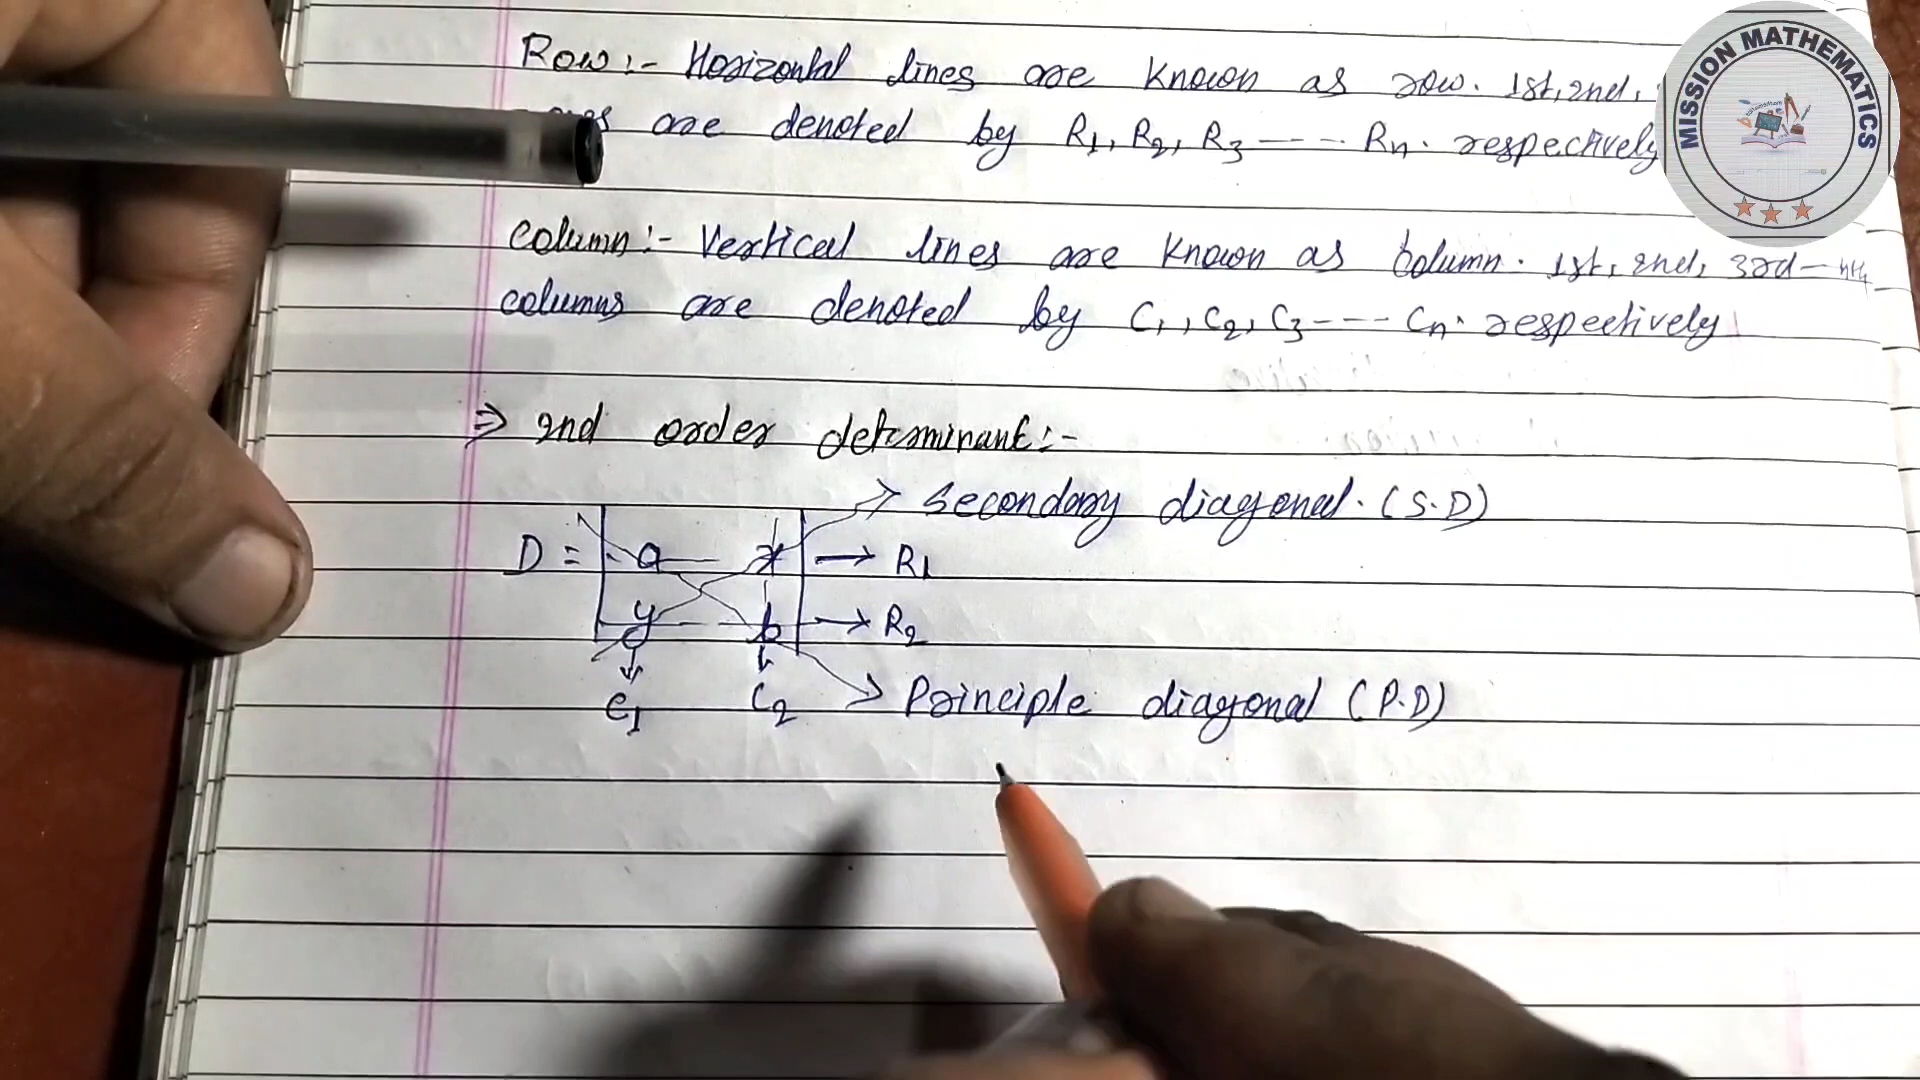 Row :- Horizontal lines are known as row. 1st, 2nd,
are denoted by R1, R2, R3 ---- Rn. respectively
column :- Vertical lines are known as Column. 1st, 2nd, 3rd - nth
columns are denoted by C1, C2, C3 ---- Cn. respectively
⇒ 2nd order determinant :-
→ Secondary diagonal. (S.D)
D = | a x | → R1
| y b | → R2
C1 C2 → Principle diagonal (P.D)
MISSION MATHEMATICS